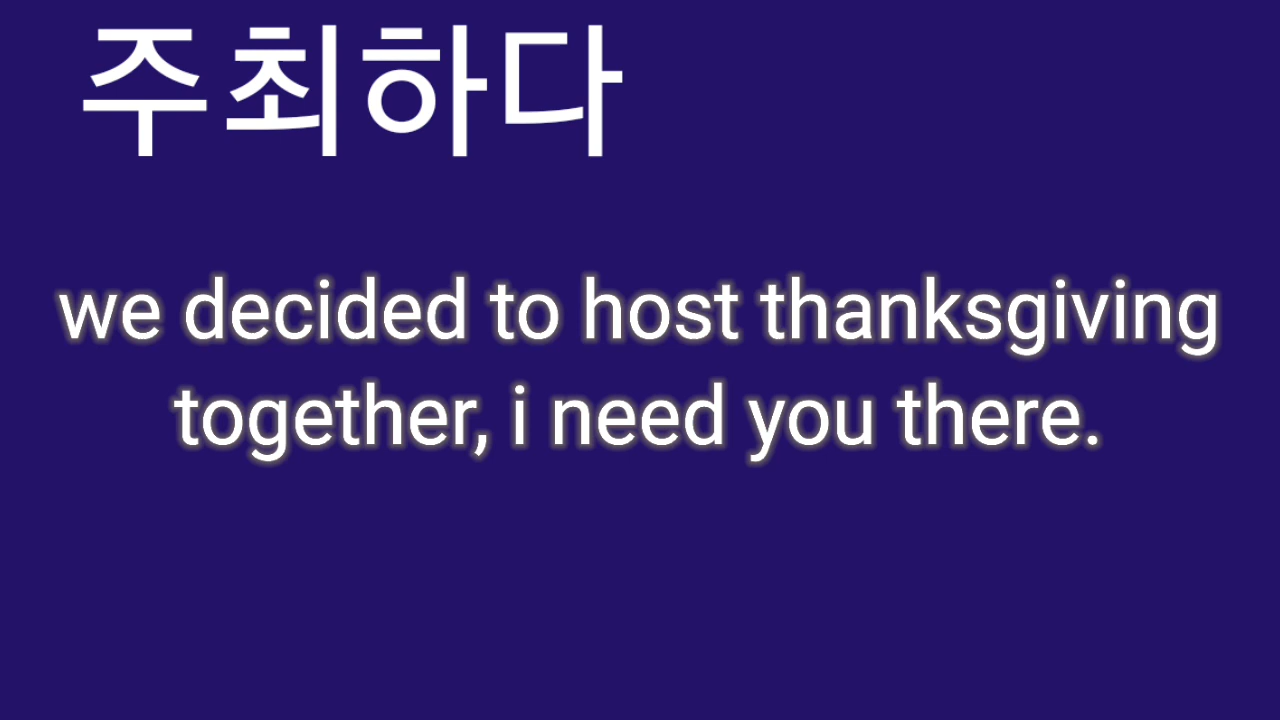 주최하다
we decided to host thanksgiving
together, i need you there.